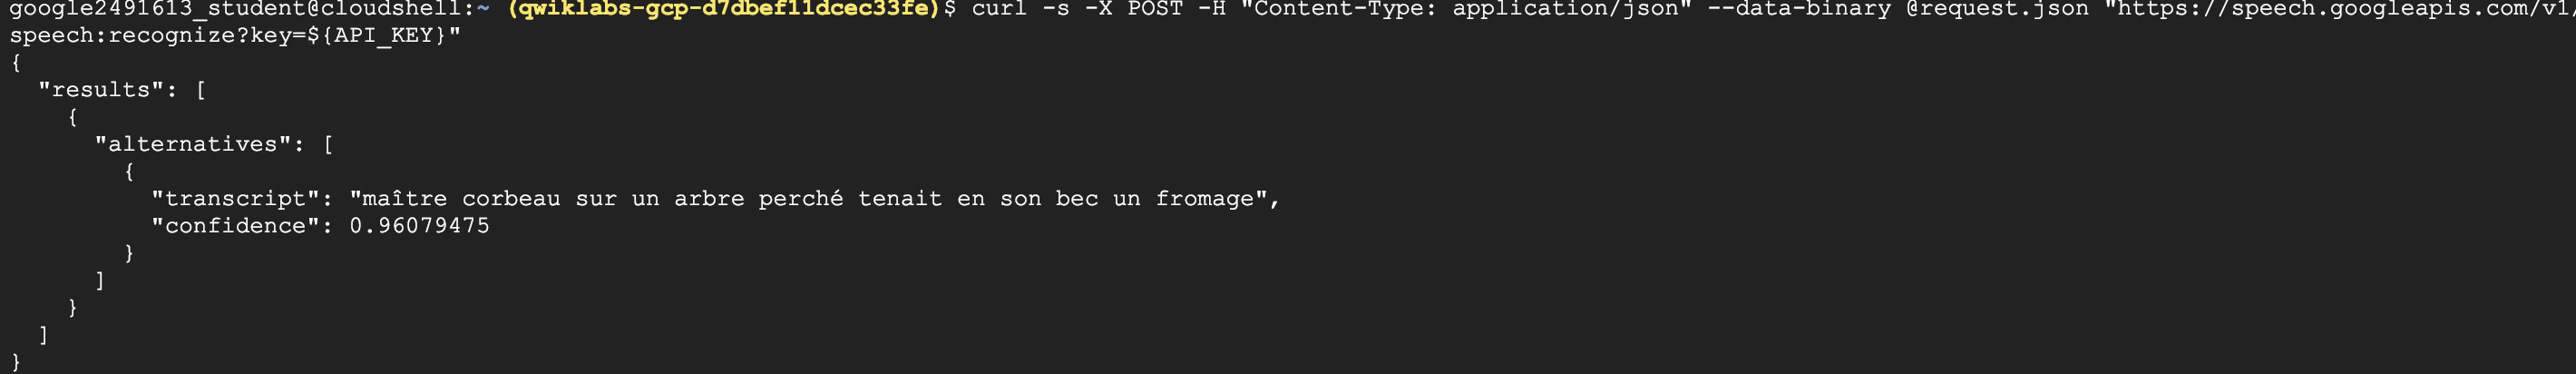 google2491613_student@cloudshell:~ (qwiklabs-gcp-d7dbef11dcec33fe)$ curl -s -X POST -H "Content-Type: application/json" --data-binary @request.json "https://speech.googleapis.com/v1/
speech:recognize?key=${API_KEY}"
{
  "results": [
    {
      "alternatives": [
        {
          "transcript": "maître corbeau sur un arbre perché tenait en son bec un fromage",
          "confidence": 0.96079475
        }
      ]
    }
  ]
}